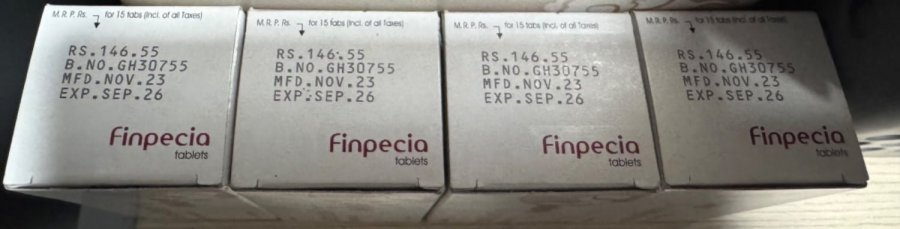 M. R. P. Rs. for 15 tabs (Incl. of all Taxes)
RS.146.55
B.NO.GH30755
MFD.NOV.23
EXP.SEP.26
Finpecia
tablets
M. R. P. Rs. for 15 tabs (Incl. of all Taxes)
RS.146.55
B.NO.GH30755
MFD.NOV.23
EXP.SEP.26
Finpecia
tablets
M. R. P. Rs. for 15 tabs (Incl. of all Taxes)
RS.146.55
B.NO.GH30755
MFD.NOV.23
EXP.SEP.26
Finpecia
tablets
M. R. P. Rs. for 15 tabs (Incl. of all Taxes)
RS.146.55
B.NO.GH30755
MFD.NOV.23
EXP.SEP.26
Finpecia
tablets